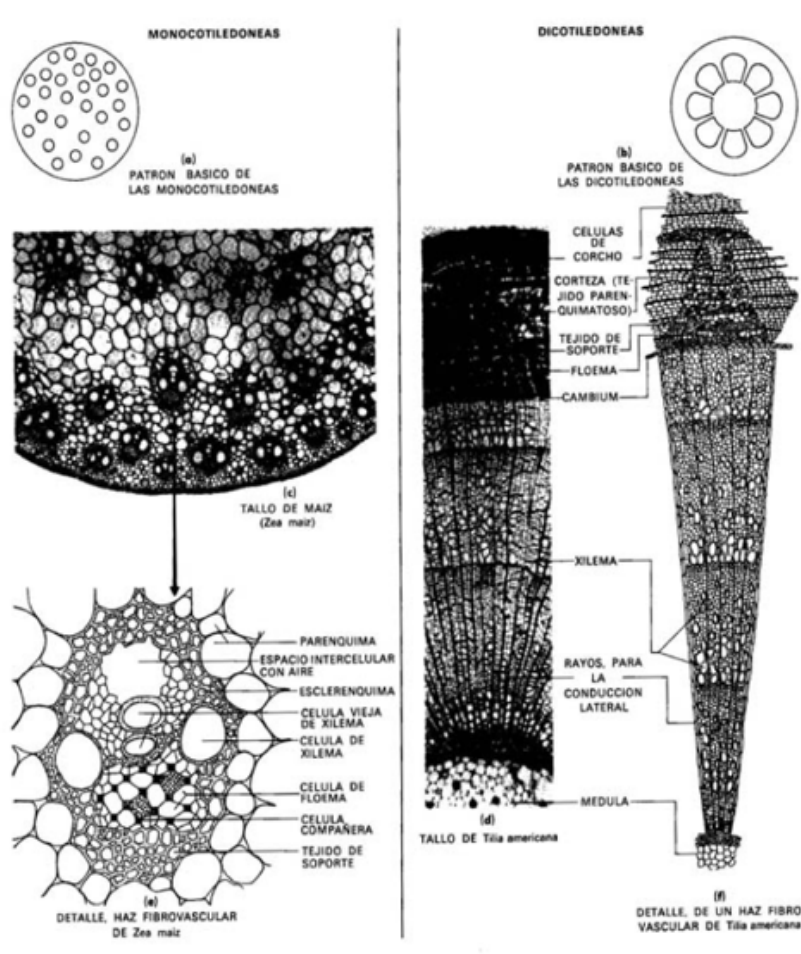 MONOCOTILEDONEAS
(a)
PATRON BASICO DE
LAS MONOCOTILEDONEAS
(c)
TALLO DE MAIZ
(Zea maiz)
PARENQUIMA
ESPACIO INTERCELULAR
CON AIRE
ESCLERENQUIMA
CELULA VIEJA
DE XILEMA
CELULA DE
XILEMA
CELULA DE
FLOEMA
CELULA
COMPAÑERA
TEJIDO DE
SOPORTE
(e)
DETALLE, HAZ FIBROVASCULAR
DE Zea maiz
DICOTILEDONEAS
(b)
PATRON BASICO DE
LAS DICOTILEDONEAS
CELULAS
DE
CORCHO
CORTEZA (TE-
JIDO PAREN-
QUIMATOSO)
TEJIDO DE
SOPORTE
FLOEMA
CAMBIUM
XILEMA
RAYOS, PARA
LA
CONDUCCION
LATERAL
MEDULA
(d)
TALLO DE Tilia americana
(f)
DETALLE, DE UN HAZ FIBRO
VASCULAR DE Tilia americana